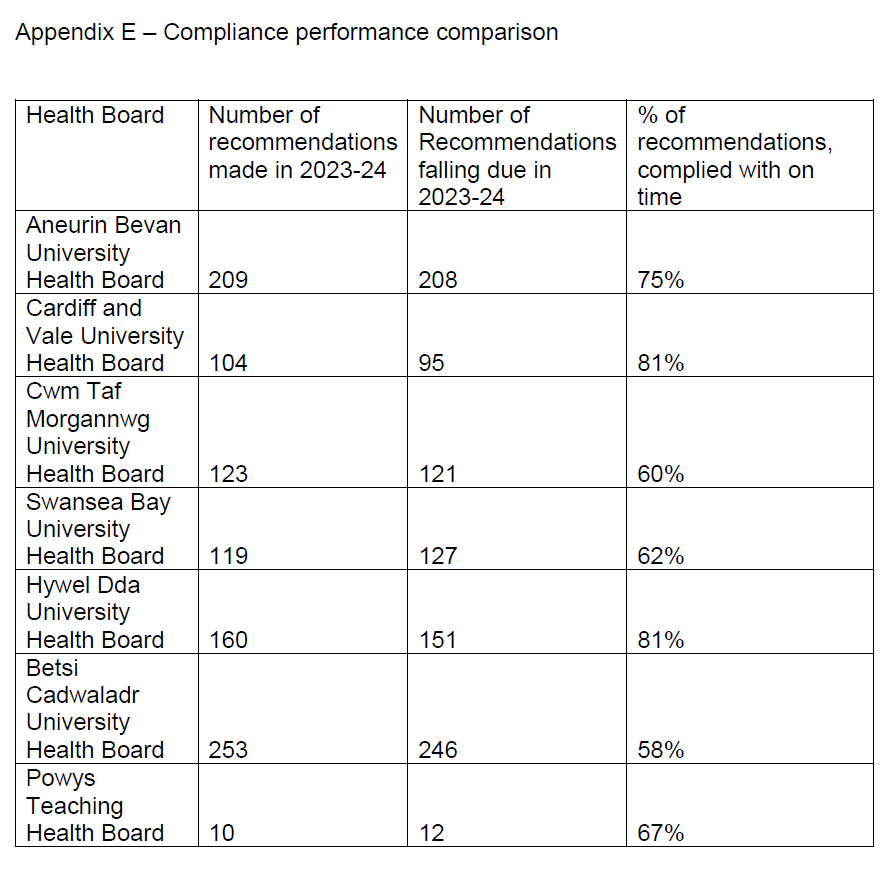 Appendix E – Compliance performance comparison
Health Board
Number of
recommendations
made in 2023-24
Number of
Recommendations
falling due in
2023-24
% of
recommendations,
complied with on
time
Aneurin Bevan
University
Health Board
209
208
75%
Cardiff and
Vale University
Health Board
104
95
81%
Cwm Taf
Morgannwg
University
Health Board
123
121
60%
Swansea Bay
University
Health Board
119
127
62%
Hywel Dda
University
Health Board
160
151
81%
Betsi
Cadwaladr
University
Health Board
253
246
58%
Powys
Teaching
Health Board
10
12
67%